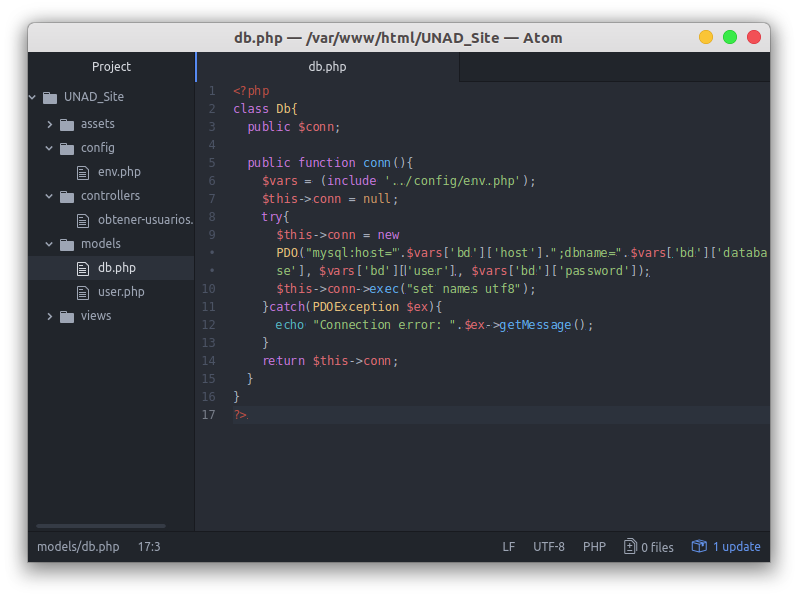 db.php — /var/www/html/UNAD_Site — Atom
Project
UNAD_Site
assets
config
env.php
controllers
obtener-usuarios.
models
db.php
user.php
views
db.php
1 <?php
2 class Db{
3 public $conn;
4
5 public function conn(){
6 $vars = (include '../config/env.php');
7 $this->conn = null;
8 try{
9 $this->conn = new
• PDO("mysql:host=".$vars['bd']['host'].";dbname=".$vars['bd']['databa
• se'], $vars['bd']['user'], $vars['bd']['password']);
10 $this->conn->exec("set names utf8");
11 }catch(PDOException $ex){
12 echo "Connection error: ".$ex->getMessage();
13 }
14 return $this->conn;
15 }
16 }
17 ?>
models/db.php 17:3 LF UTF-8 PHP 0 files 1 update